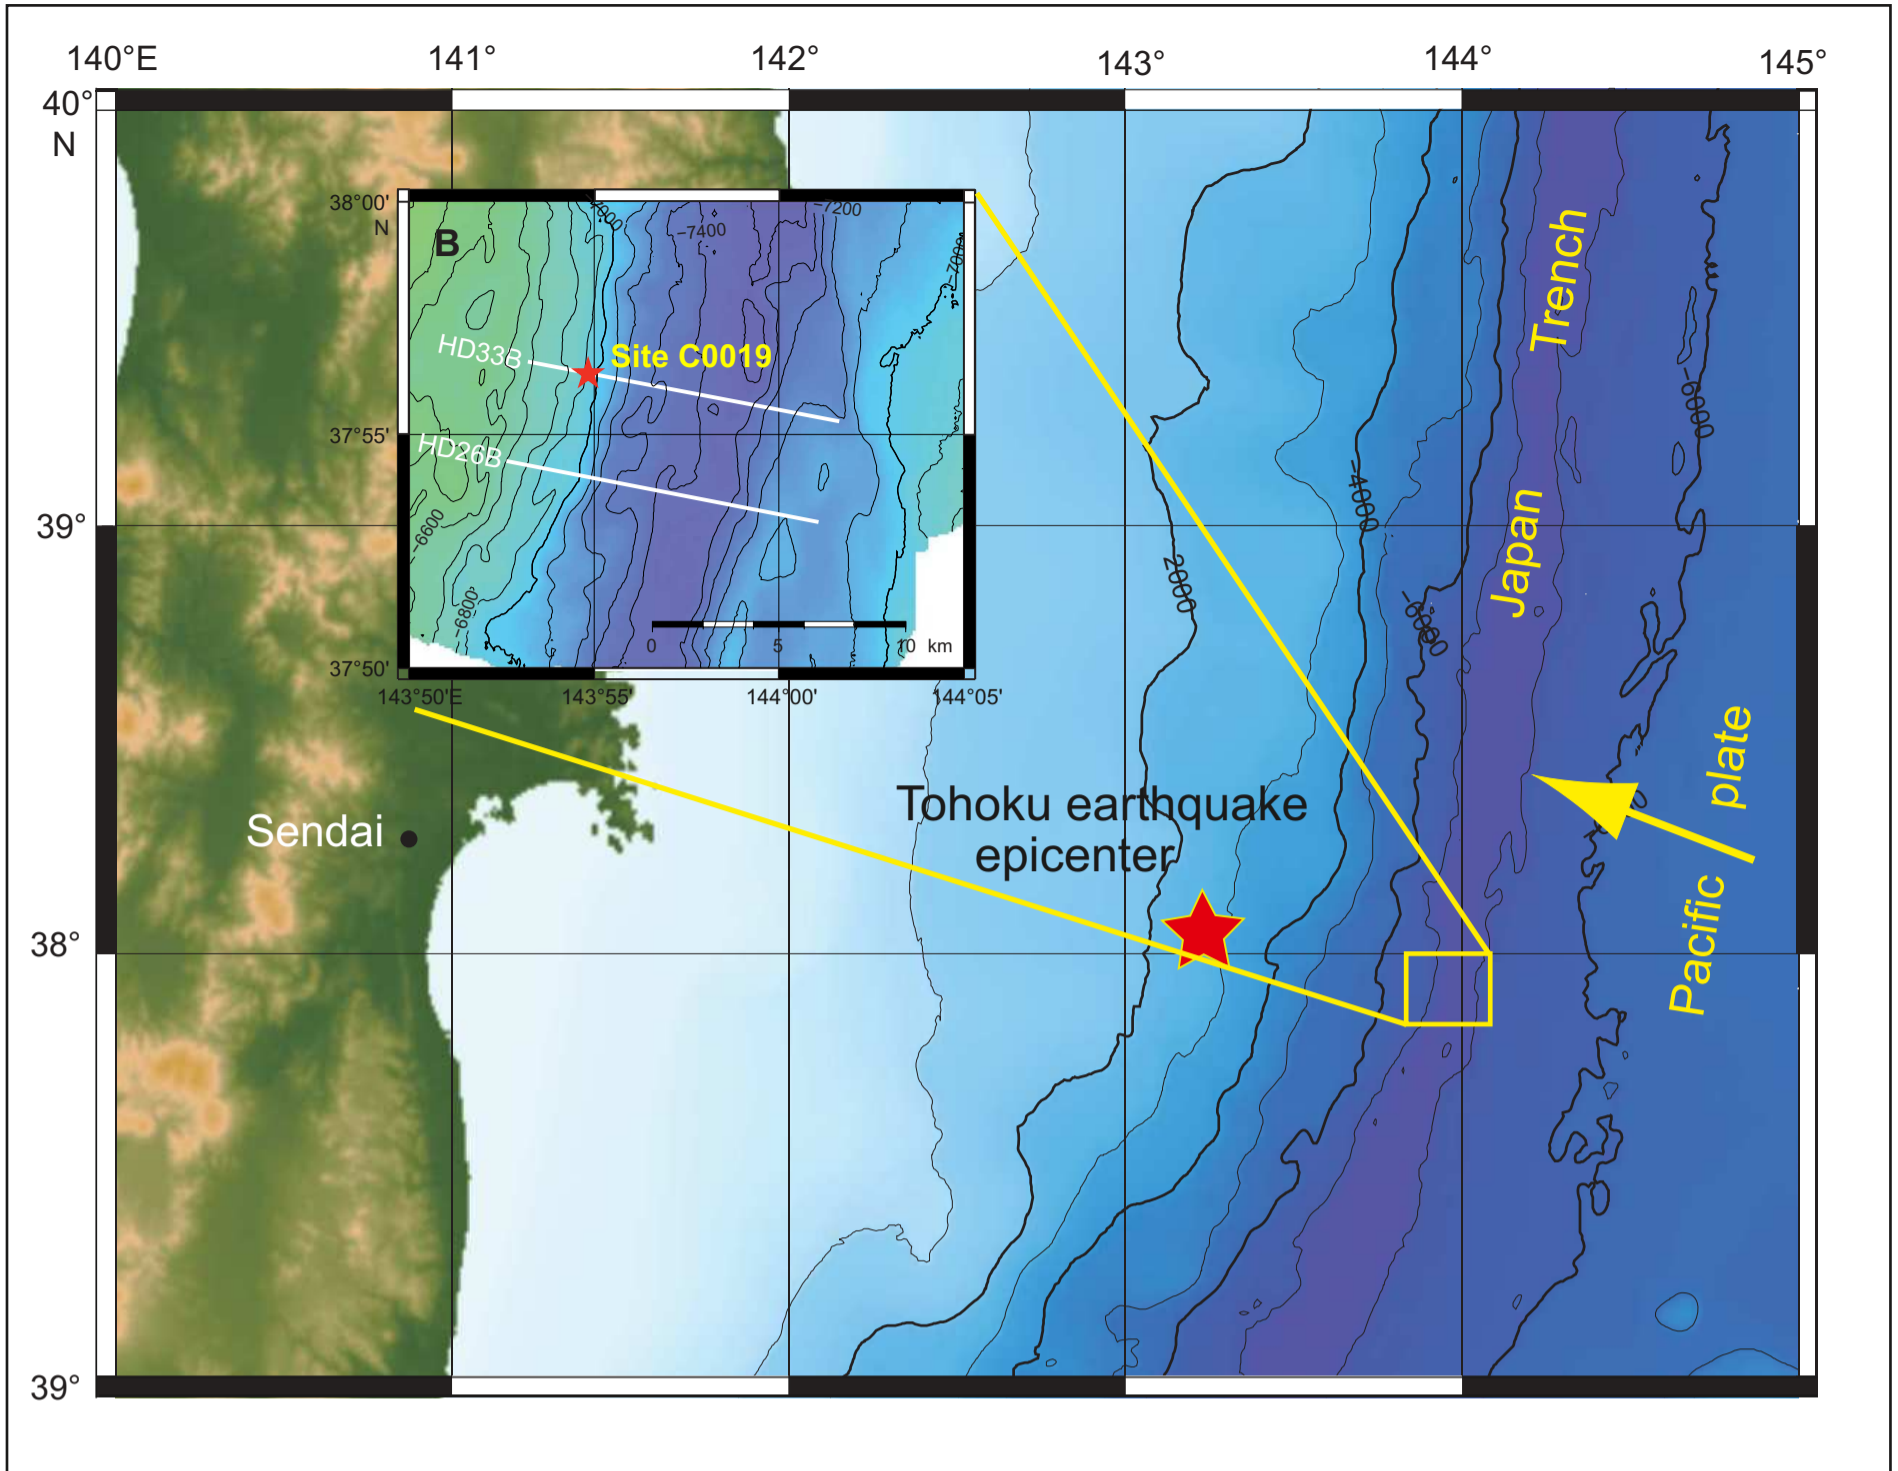 140°E 141° 142° 143° 144° 145°
40°
N
39°
38°
39°
38°00'
N
37°55'
37°50'
143°50'E 143°55' 144°00' 144°05'
B
-7400
-7200
-7000
HD33B
Site C0019
HD26B
-6600
-6800
0 5 10 km
Sendai
Tohoku earthquake
epicenter
2000
-4000
-6000
-6000
Japan Trench
Pacific plate